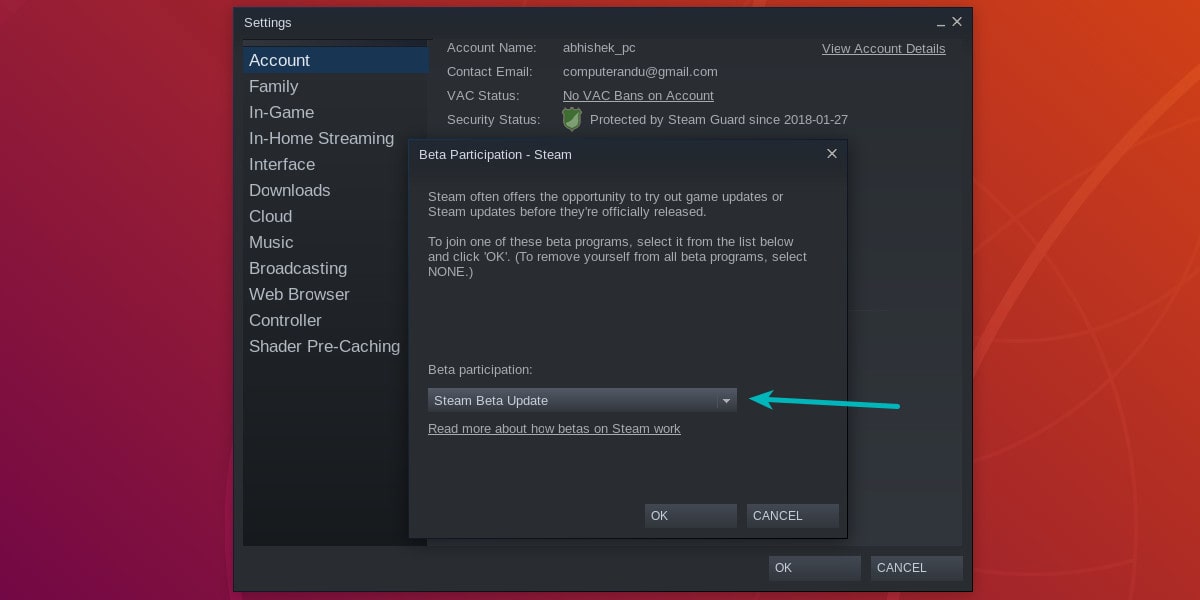 Settings
Account
Family
In-Game
In-Home Streaming
Interface
Downloads
Cloud
Music
Broadcasting
Web Browser
Controller
Shader Pre-Caching
Account Name: abhishek_pc View Account Details
Contact Email: computerandu@gmail.com
VAC Status: No VAC Bans on Account
Security Status: Protected by Steam Guard since 2018-01-27
Beta Participation - Steam
Steam often offers the opportunity to try out game updates or
Steam updates before they're officially released.
To join one of these beta programs, select it from the list below
and click 'OK'. (To remove yourself from all beta programs, select
NONE.)
Beta participation:
Steam Beta Update
Read more about how betas on Steam work
OK CANCEL
OK CANCEL